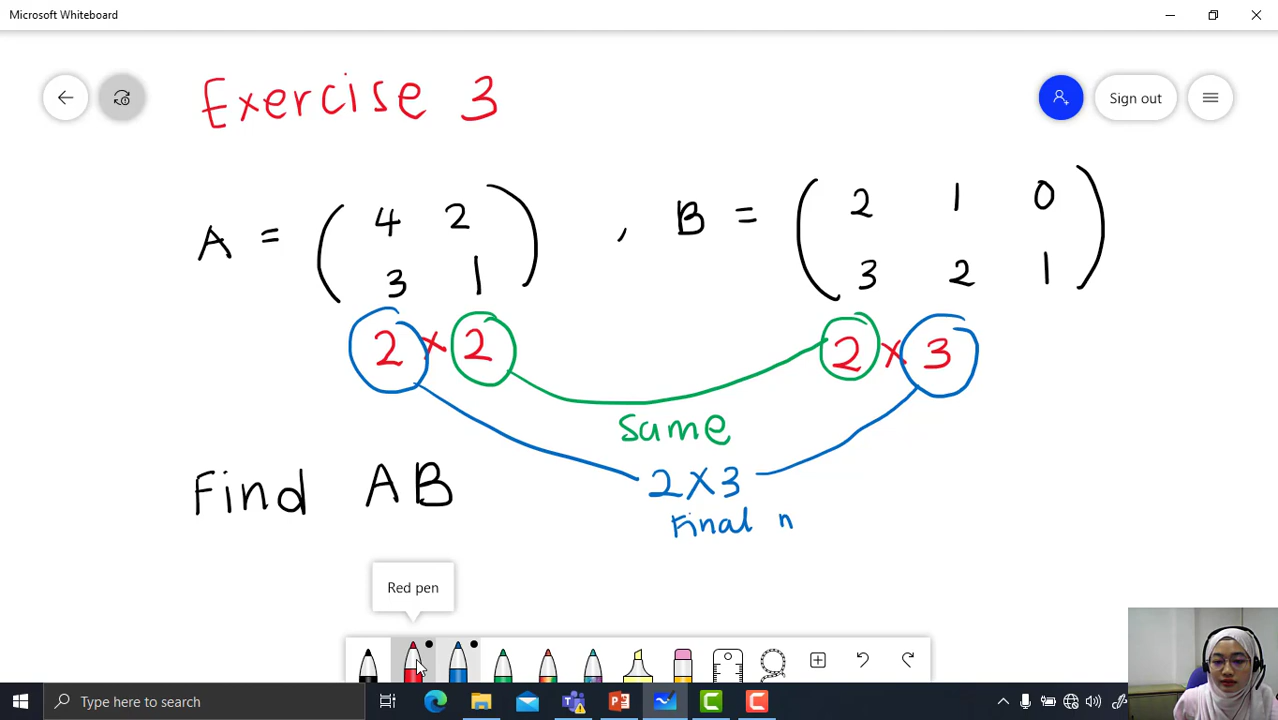 Microsoft Whiteboard
Exercise 3
Sign out
A = ( 4 2
3 1 ) , B = ( 2 1 0
3 2 1 )
2 × 2 2 × 3
same
Find AB
2×3
Final n
Red pen
Type here to search